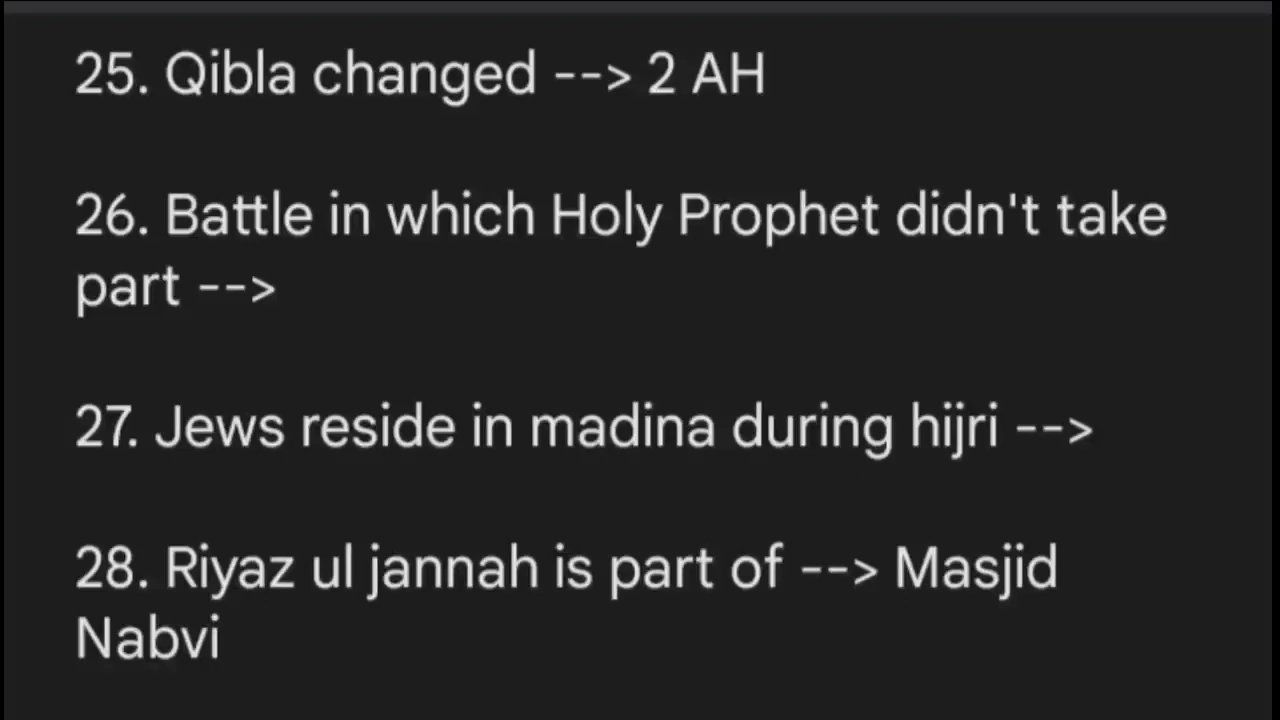 25. Qibla changed --> 2 AH
26. Battle in which Holy Prophet didn't take
part -->
27. Jews reside in madina during hijri -->
28. Riyaz ul jannah is part of --> Masjid
Nabvi